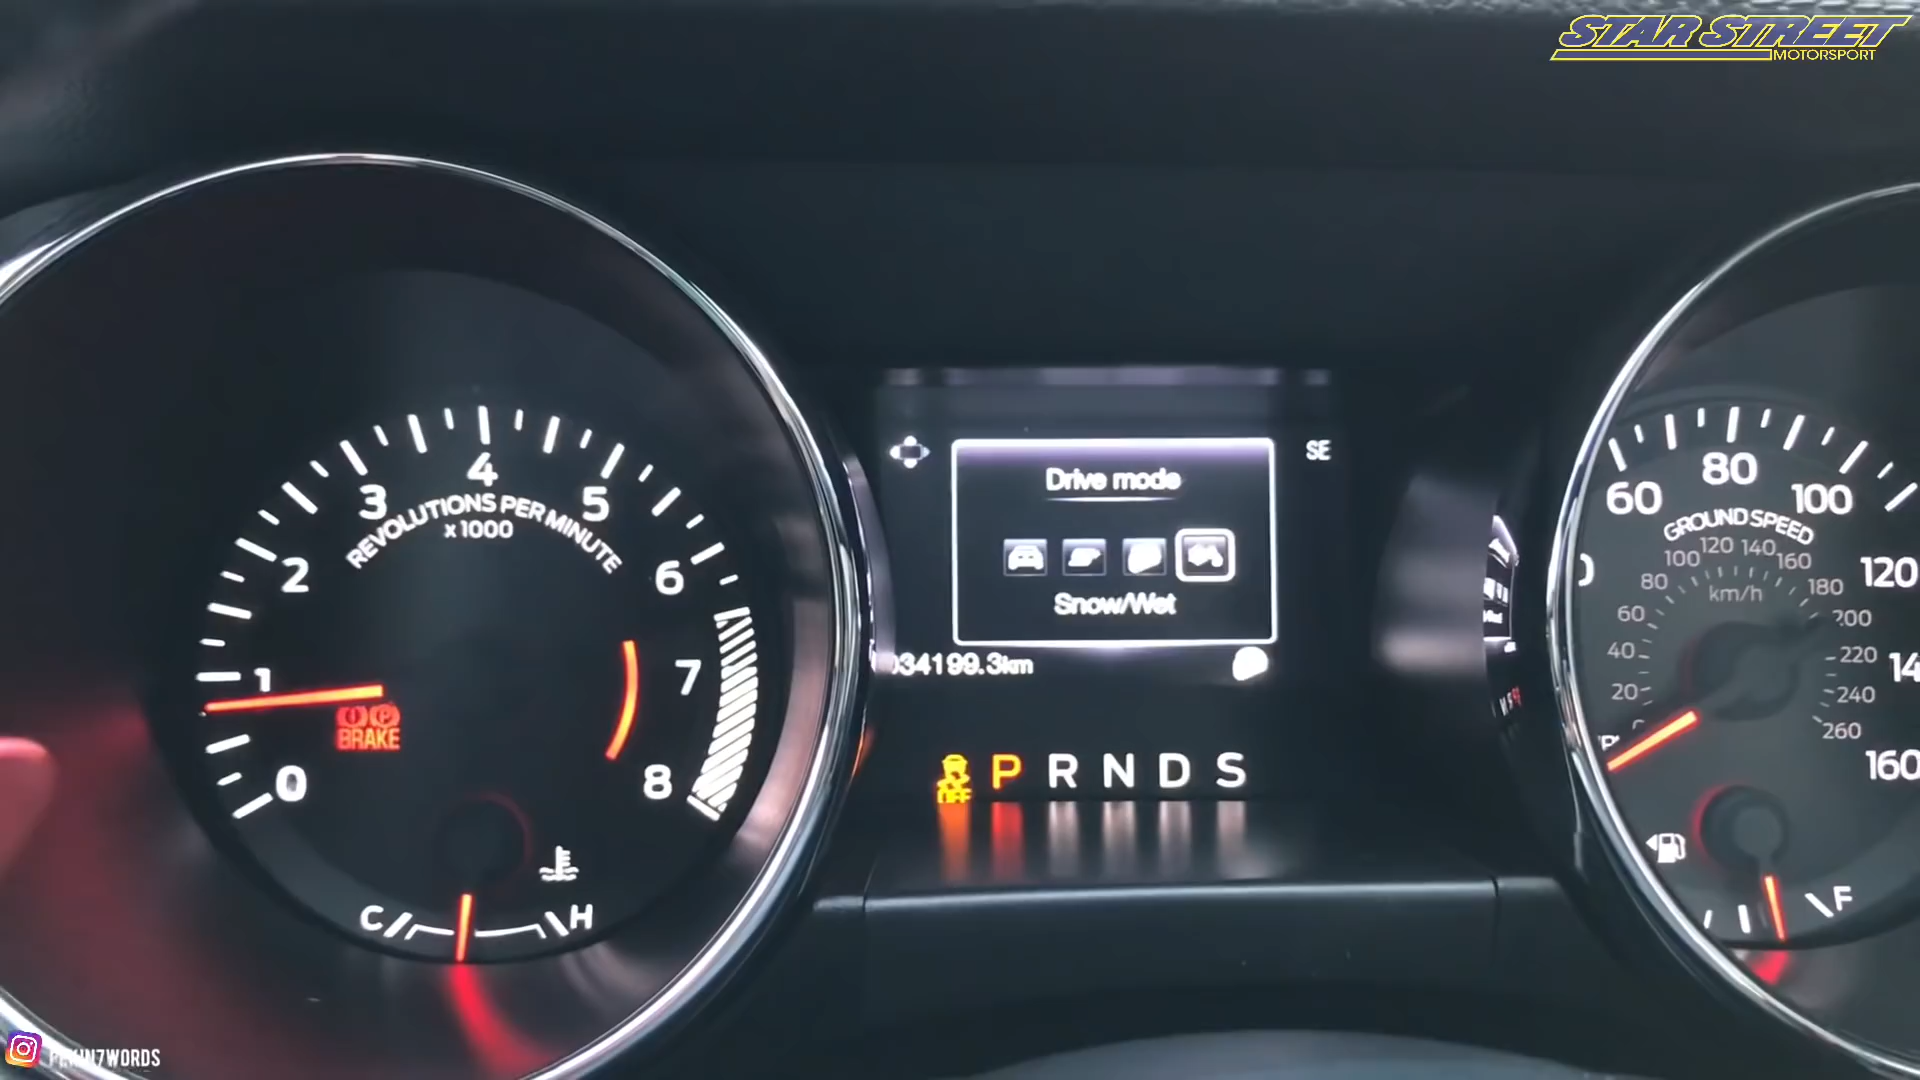 STAR STREET
MOTORSPORT
0 1 2 3 4 5 6 7 8
REVOLUTIONS PER MINUTE
x 1000
BRAKE
C H
SE
Drive mode
Snow/Wet
34199.3km
OFF P R N D S
60 80 100 120 160
GROUND SPEED
20 40 60 80 100 120 140 160 180 200 220 240 260
km/h
F